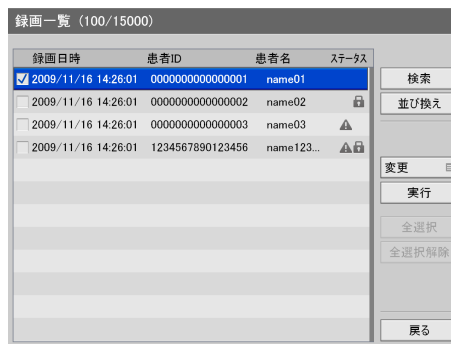 録画一覧 (100/15000)
録画日時 患者ID 患者名 ステータス
2009/11/16 14:26:01 0000000000000001 name01
2009/11/16 14:26:01 0000000000000002 name02
2009/11/16 14:26:01 0000000000000003 name03
2009/11/16 14:26:01 1234567890123456 name123...
検索
並び換え
変更
実行
全選択
全選択解除
戻る